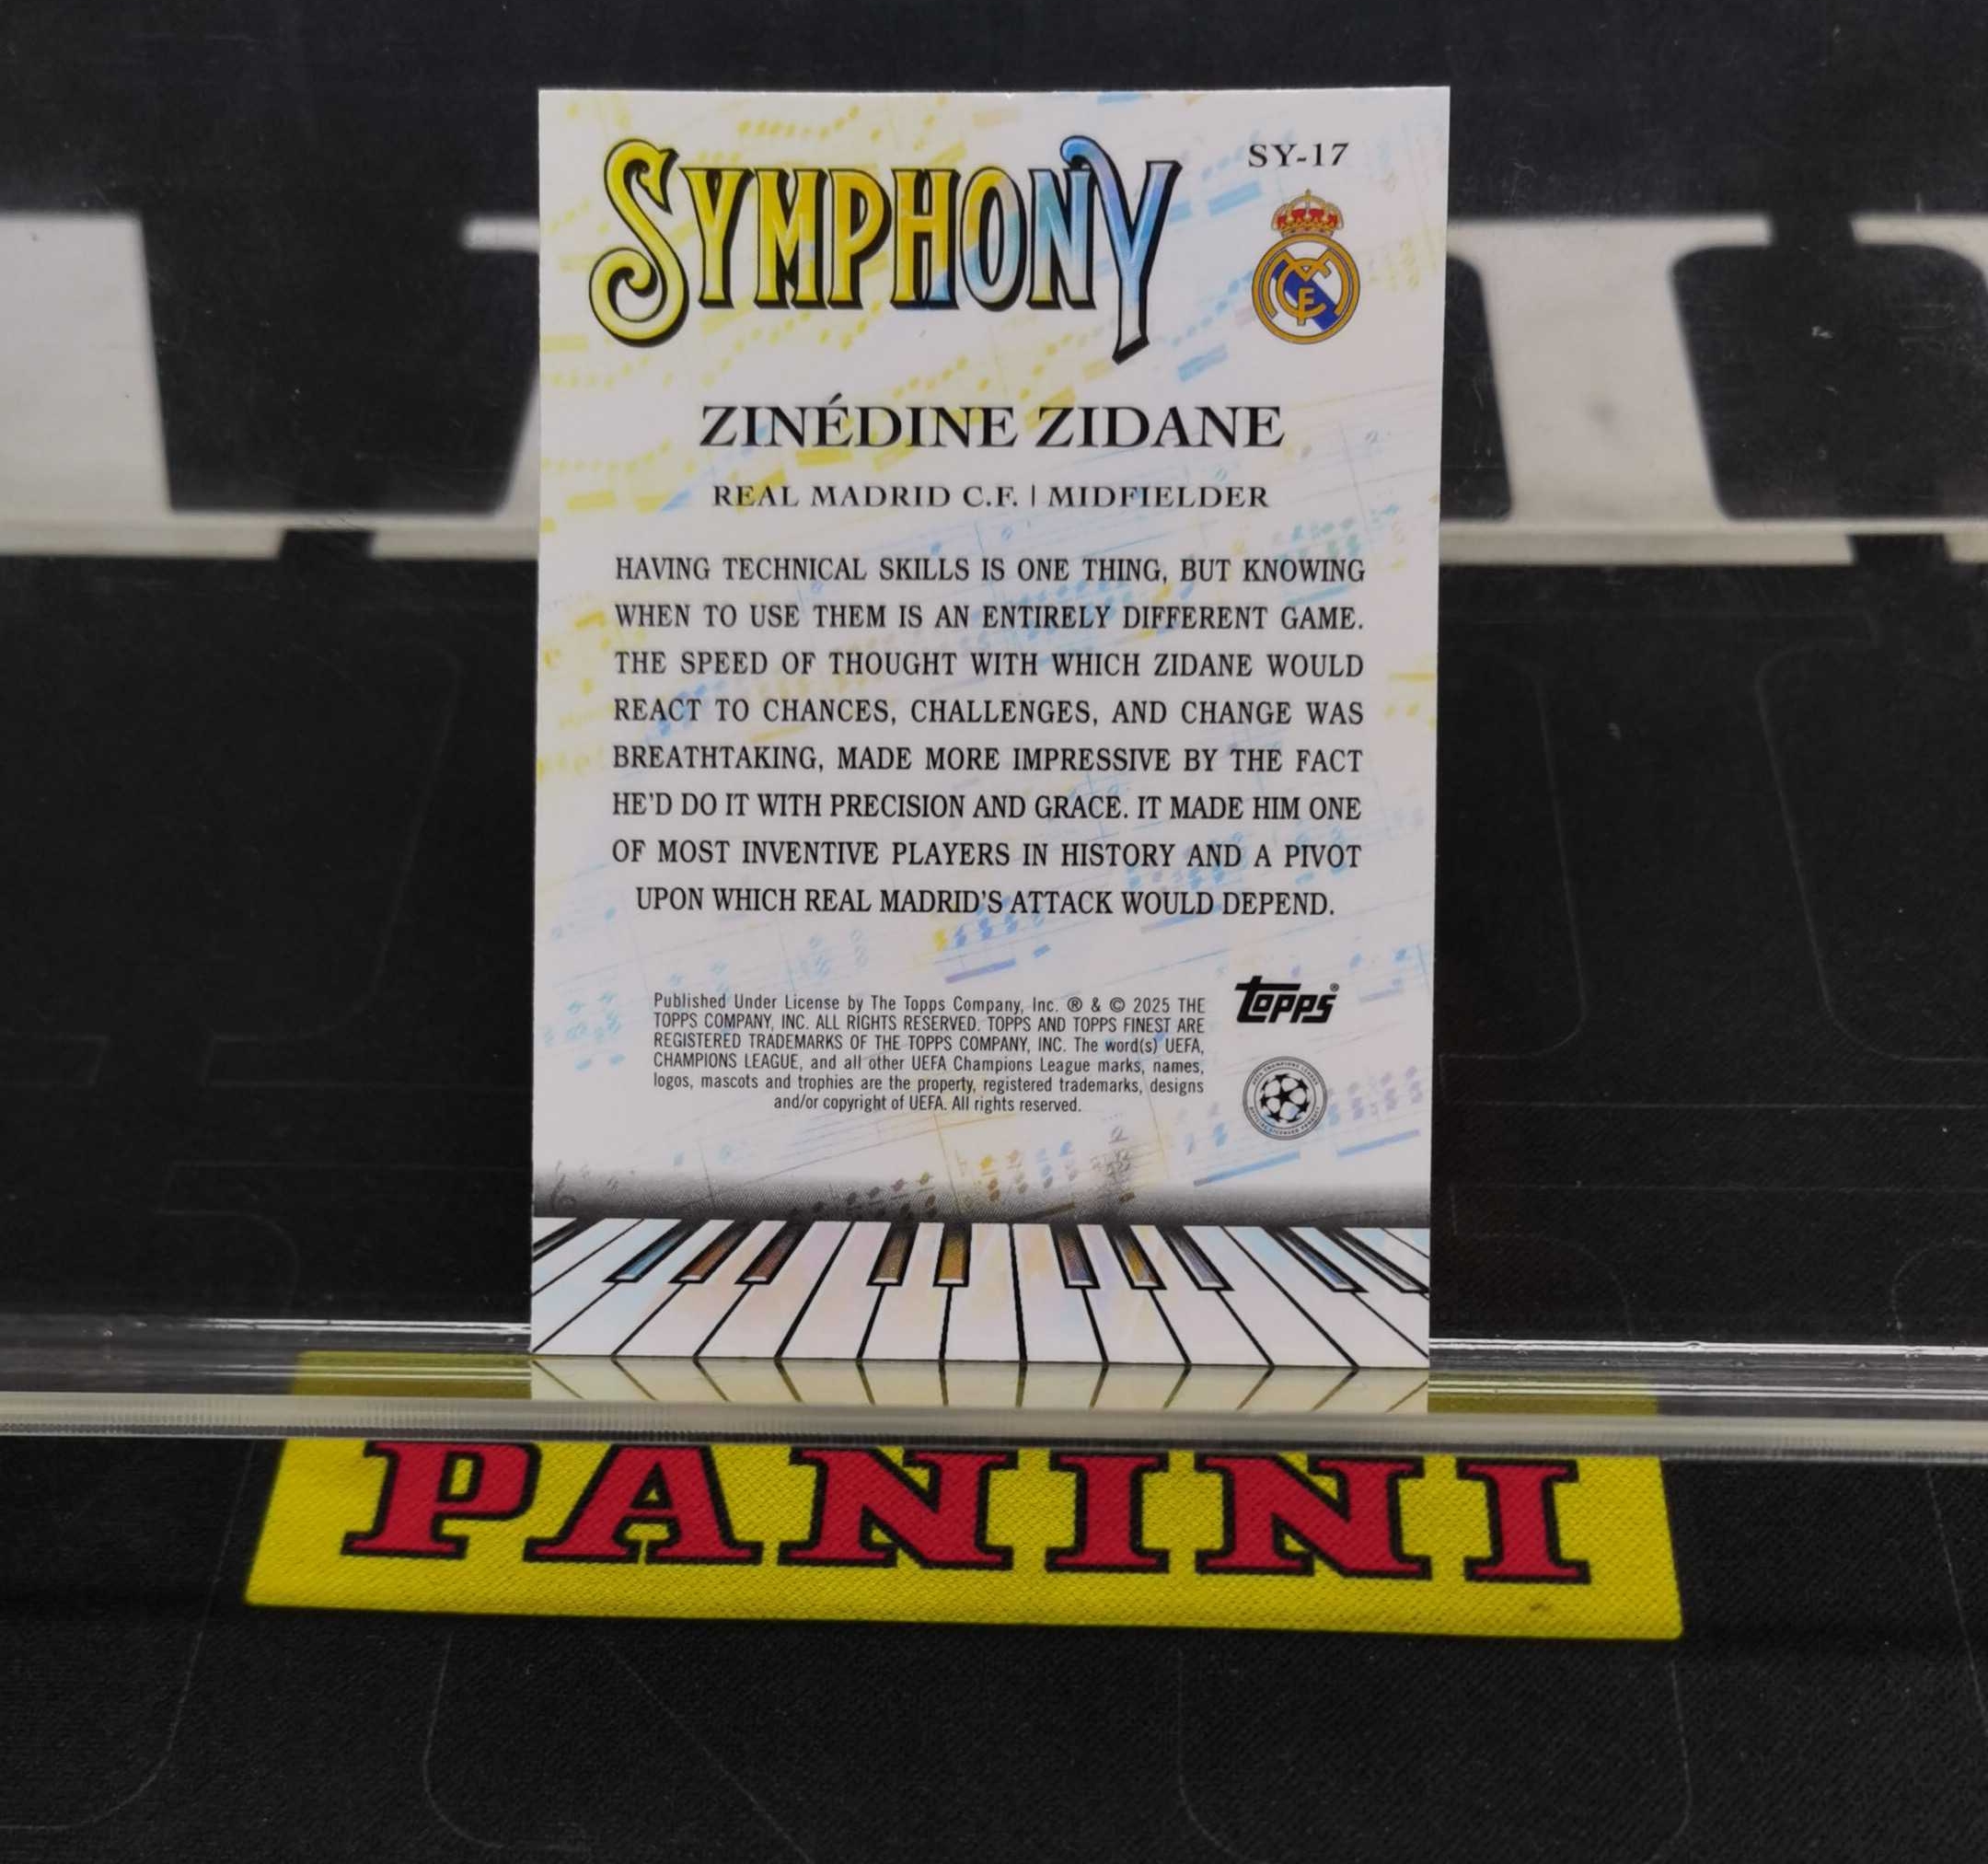 SYMPHONY
SY-17
ZINÉDINE ZIDANE
REAL MADRID C.F. | MIDFIELDER
HAVING TECHNICAL SKILLS IS ONE THING, BUT KNOWING
WHEN TO USE THEM IS AN ENTIRELY DIFFERENT GAME.
THE SPEED OF THOUGHT WITH WHICH ZIDANE WOULD
REACT TO CHANCES, CHALLENGES, AND CHANGE WAS
BREATHTAKING, MADE MORE IMPRESSIVE BY THE FACT
HE'D DO IT WITH PRECISION AND GRACE. IT MADE HIM ONE
OF MOST INVENTIVE PLAYERS IN HISTORY AND A PIVOT
UPON WHICH REAL MADRID'S ATTACK WOULD DEPEND.
Published Under License by The Topps Company, Inc. ® & © 2025 THE
TOPPS COMPANY, INC. ALL RIGHTS RESERVED. TOPPS AND TOPPS FINEST ARE
REGISTERED TRADEMARKS OF THE TOPPS COMPANY, INC. The word(s) UEFA,
CHAMPIONS LEAGUE, and all other UEFA Champions League marks, names,
logos, mascots and trophies are the property, registered trademarks, designs
and/or copyright of UEFA. All rights reserved.
topps®
PANINI